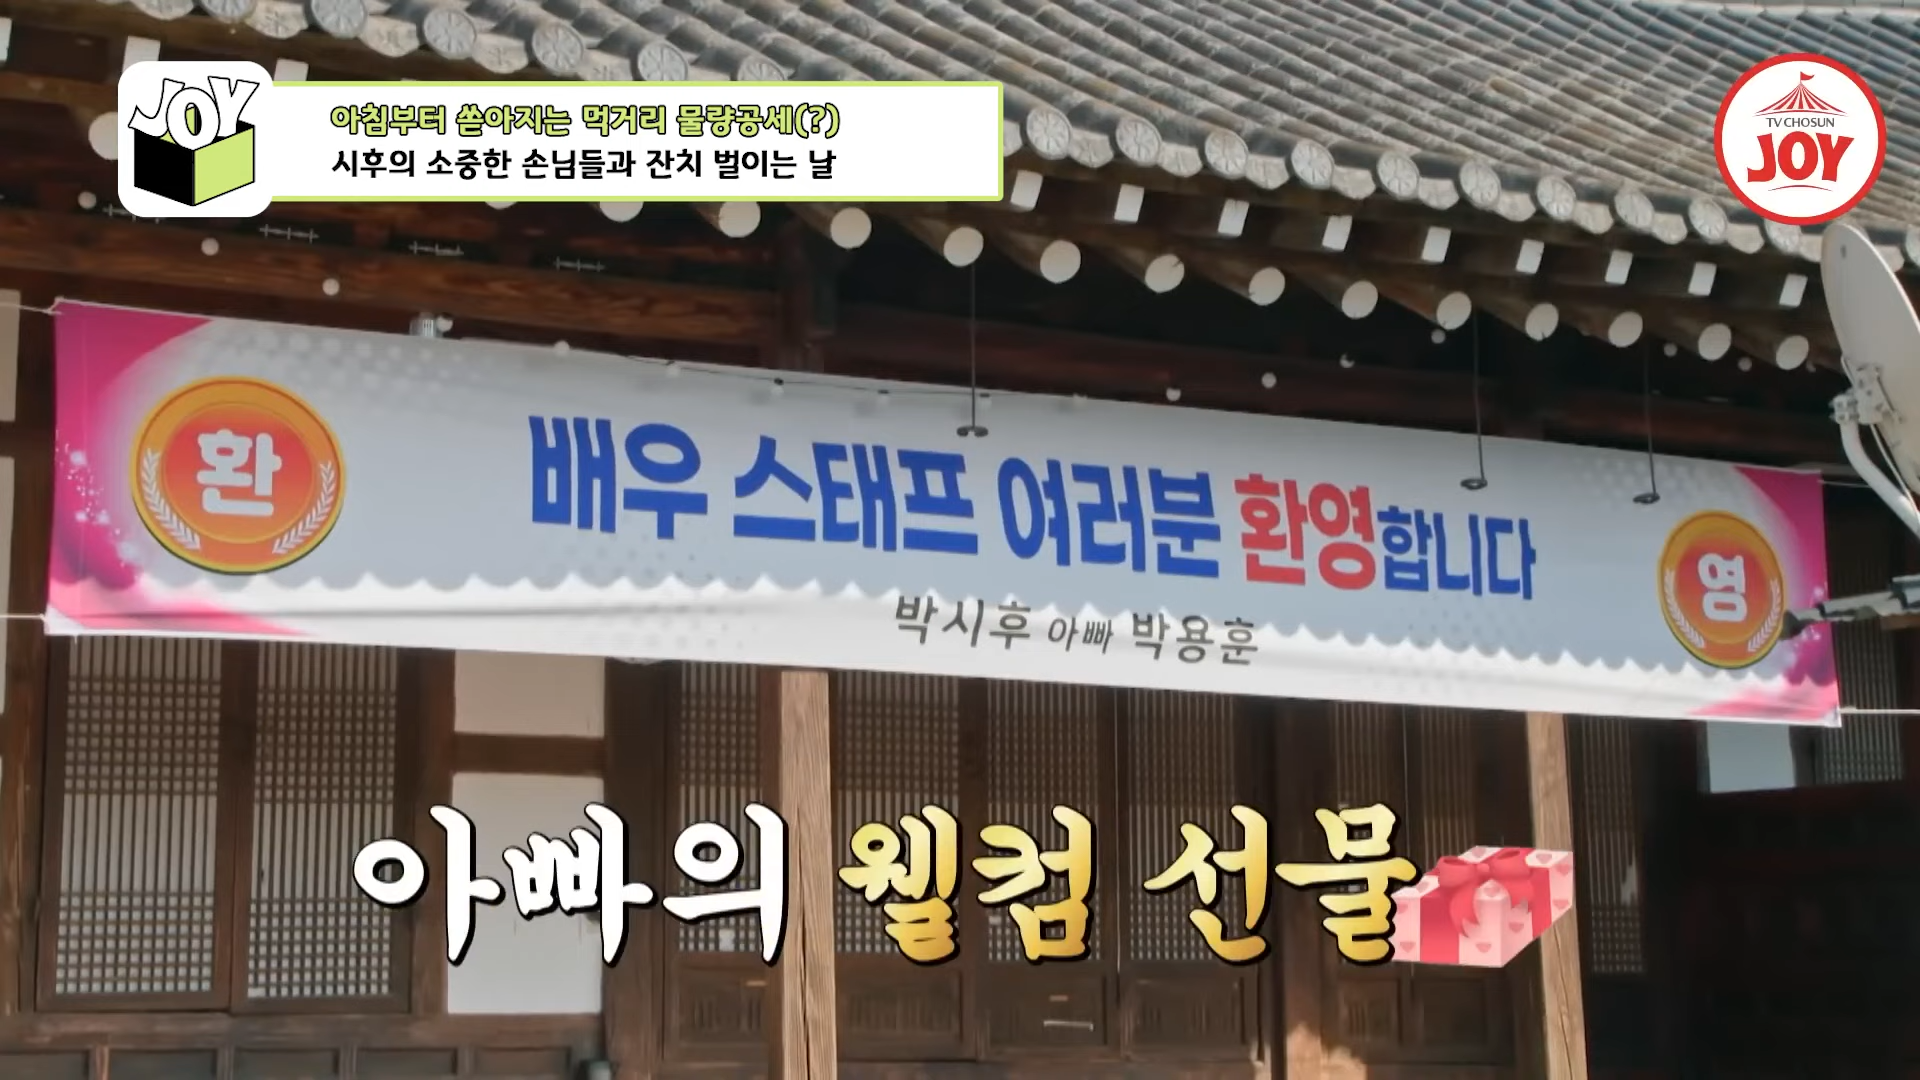 JOY
아침부터 쏟아지는 먹거리 물량공세(?)
시후의 소중한 손님들과 잔치 벌이는 날
TV CHOSUN
JOY
환
배우 스태프 여러분 환영합니다
영
박시후 아빠 박용훈
아빠의 웰컴 선물